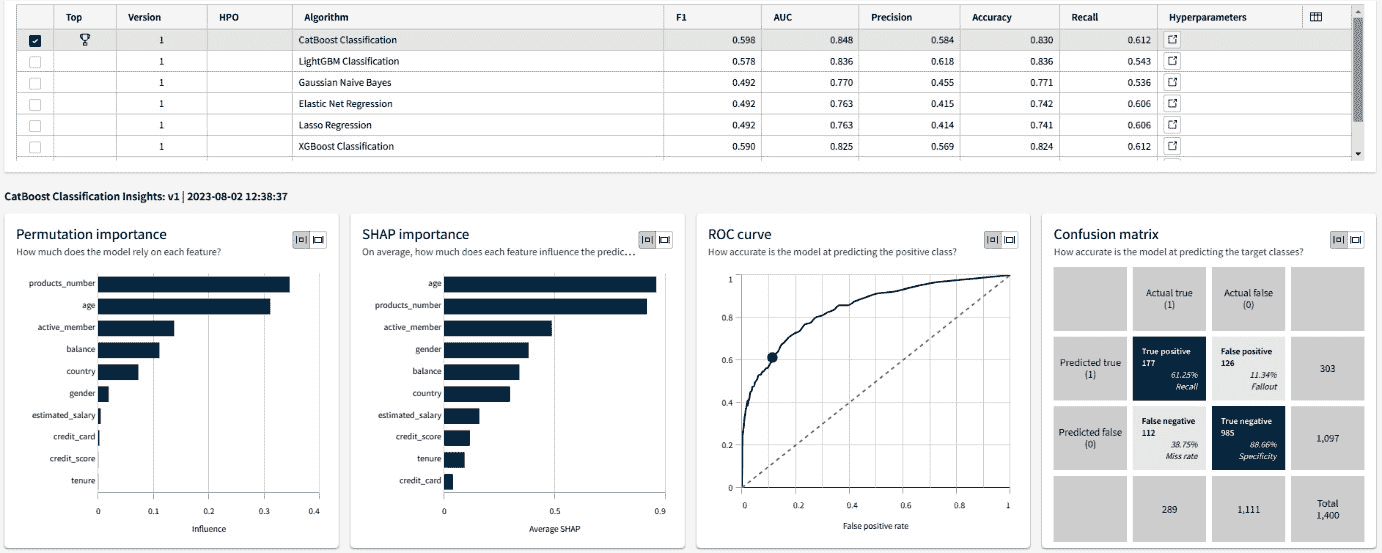 Top Version HPO Algorithm F1 AUC Precision Accuracy Recall Hyperparameters
1 CatBoost Classification 0.598 0.848 0.584 0.830 0.612
1 LightGBM Classification 0.578 0.836 0.618 0.836 0.543
1 Gaussian Naive Bayes 0.492 0.770 0.455 0.771 0.536
1 Elastic Net Regression 0.492 0.763 0.415 0.742 0.606
1 Lasso Regression 0.492 0.763 0.414 0.741 0.606
1 XGBoost Classification 0.590 0.825 0.569 0.824 0.612
CatBoost Classification Insights: v1 | 2023-08-02 12:38:37
Permutation importance
How much does the model rely on each feature?
products_number
age
active_member
balance
country
gender
estimated_salary
credit_card
credit_score
tenure
0 0.1 0.2 0.3 0.4
Influence
SHAP importance
On average, how much does each feature influence the predic...
age
products_number
active_member
gender
balance
country
estimated_salary
credit_score
tenure
credit_card
0 0.5 0.9
Average SHAP
ROC curve
How accurate is the model at predicting the positive class?
1
0.8
0.6
0.4
0.2
0
0 0.2 0.4 0.6 0.8 1
False positive rate
Confusion matrix
How accurate is the model at predicting the target classes?
Actual true
(1)
Actual false
(0)
Predicted true
(1)
True positive
177
61.25%
Recall
False positive
126
11.34%
Fallout
303
Predicted false
(0)
False negative
112
38.75%
Miss rate
True negative
985
88.66%
Specificity
1,097
289
1,111
Total
1,400